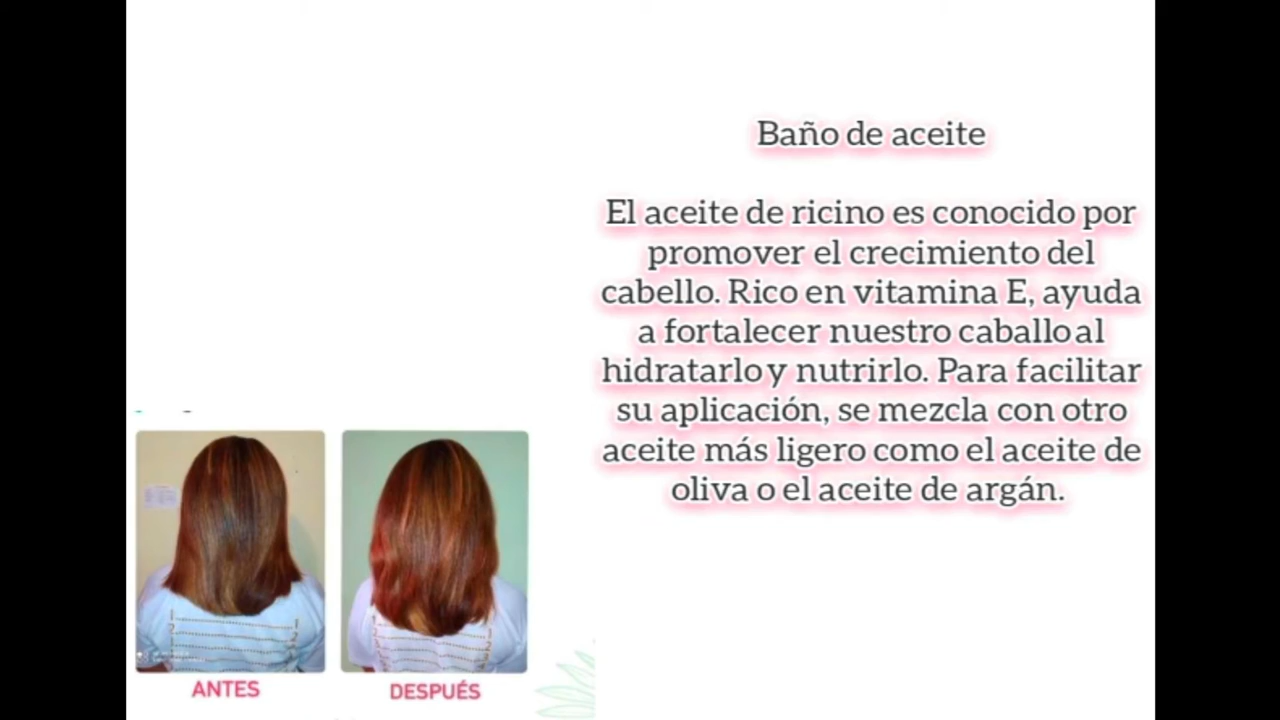 Baño de aceite
El aceite de ricino es conocido por
promover el crecimiento del
cabello. Rico en vitamina E, ayuda
a fortalecer nuestro caballo al
hidratarlo y nutrirlo. Para facilitar
su aplicación, se mezcla con otro
aceite más ligero como el aceite de
oliva o el aceite de argán.
ANTES
DESPUÉS